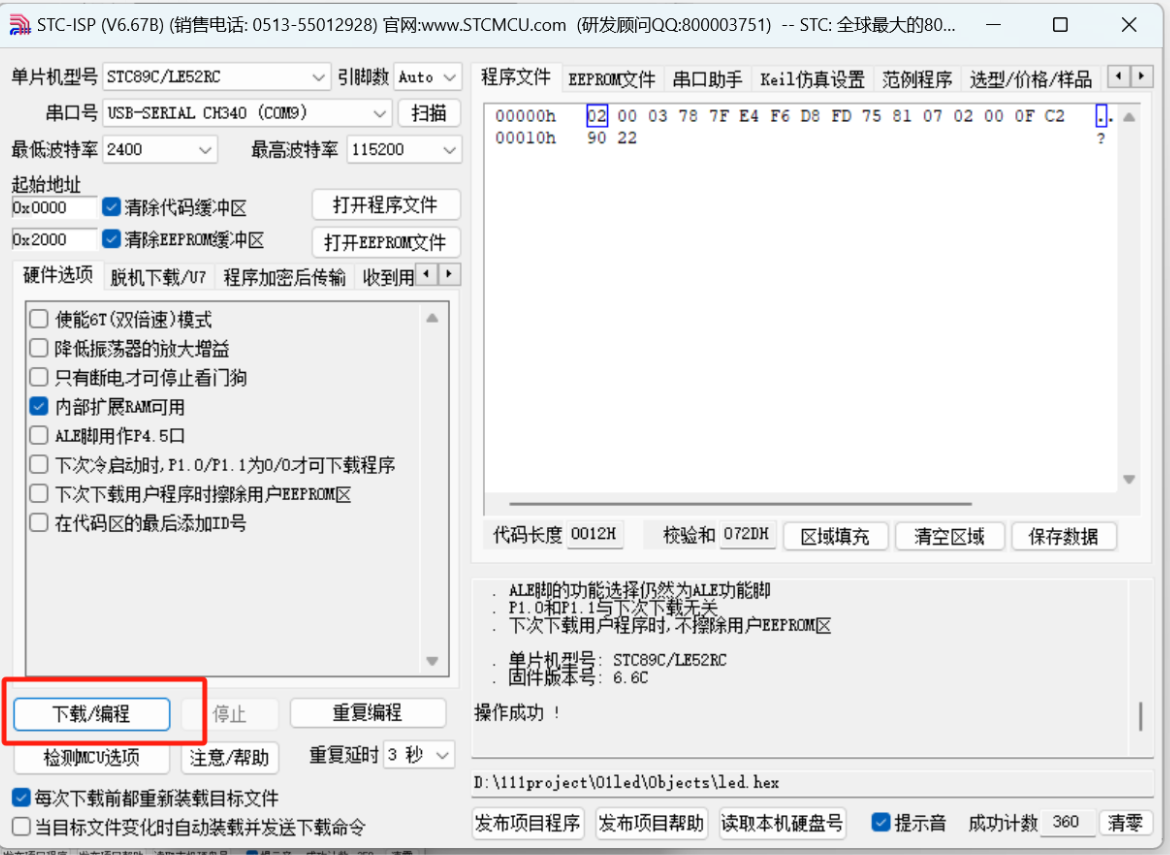 STC-ISP (V6.67B) (销售电话: 0513-55012928) 官网:www.STCMCU.com (研发顾问QQ:800003751) -- STC: 全球最大的80...
单片机型号 STC89C/LE52RC 引脚数 Auto
串口号 USB-SERIAL CH340 (COM9) 扫描
最低波特率 2400 最高波特率 115200
起始地址
0x0000 清除代码缓冲区 打开程序文件
0x2000 清除EEPROM缓冲区 打开EEPROM文件
硬件选项 脱机下载/U7 程序加密后传输 收到用
使能6T(双倍速)模式
降低振荡器的放大增益
只有断电才可停止看门狗
内部扩展RAM可用
ALE脚用作P4.5口
下次冷启动时,P1.0/P1.1为0/0才可下载程序
下次下载用户程序时擦除用户EEPROM区
在代码区的最后添加ID号
下载/编程 停止 重复编程
检测MCU选项 注意/帮助 重复延时 3 秒
每次下载前都重新装载目标文件
当目标文件变化时自动装载并发送下载命令
程序文件 EEPROM文件 串口助手 Keil仿真设置 范例程序 选型/价格/样品
00000h 02 00 03 78 7F E4 F6 D8 FD 75 81 07 02 00 0F C2 ..
00010h 90 22 ?
代码长度 0012H 校验和 072DH 区域填充 清空区域 保存数据
. ALE脚的功能选择仍然为ALE功能脚
. P1.0和P1.1与下次下载无关
. 下次下载用户程序时,不擦除用户EEPROM区
. 单片机型号: STC89C/LE52RC
. 固件版本号: 6.6C
操作成功 !
D:\111project\01led\Objects\led.hex
发布项目程序 发布项目帮助 读取本机硬盘号 提示音 成功计数 360 清零